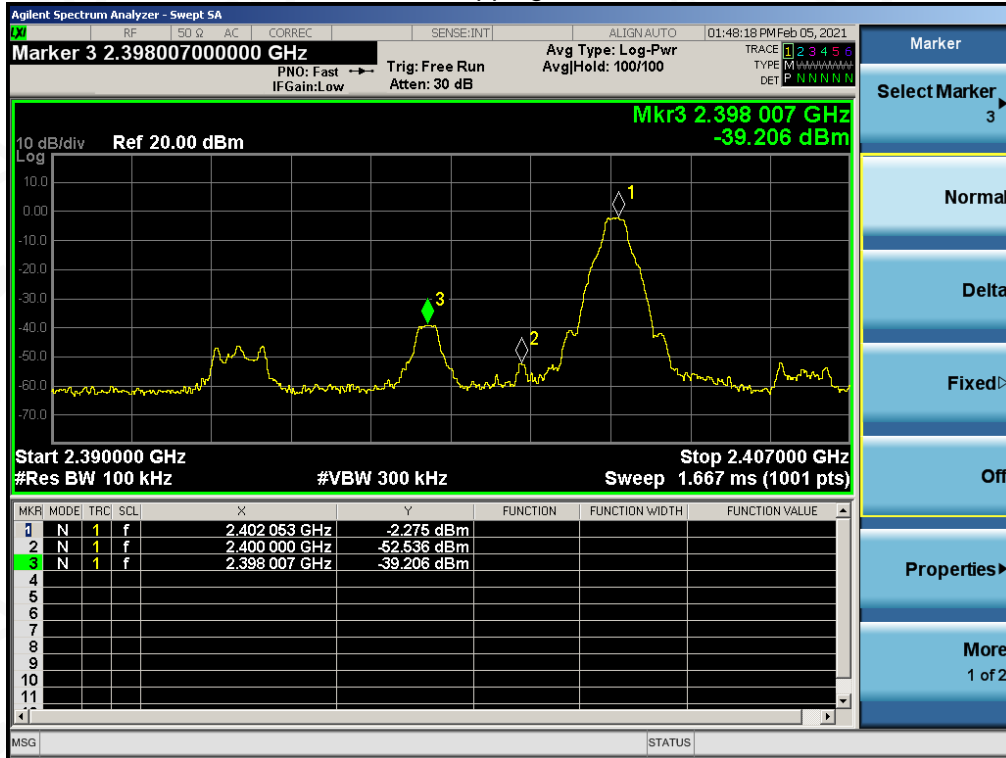 Agilent Spectrum Analyzer - Swept SA
LXI RF 50 Ω AC CORREC SENSE:INT ALIGN AUTO 01:48:18 PM Feb 05, 2021
Marker 3 2.398007000000 GHz
PNO: Fast
IFGain:Low
Trig: Free Run
Atten: 30 dB
Avg Type: Log-Pwr
Avg|Hold: 100/100
TRACE 1 2 3 4 5 6
TYPE M
DET P N N N N N
Mkr3 2.398 007 GHz
-39.206 dBm
10 dB/div Ref 20.00 dBm
Log
10.0
0.00
-10.0
-20.0
-30.0
-40.0
-50.0
-60.0
-70.0
1
3
2
Start 2.390000 GHz Stop 2.407000 GHz
#Res BW 100 kHz #VBW 300 kHz Sweep 1.667 ms (1001 pts)
MKR MODE TRC SCL X Y FUNCTION FUNCTION WIDTH FUNCTION VALUE
1 N 1 f 2.402 053 GHz -2.275 dBm
2 N 1 f 2.400 000 GHz -52.536 dBm
3 N 1 f 2.398 007 GHz -39.206 dBm
4
5
6
7
8
9
10
11
MSG STATUS
Marker
Select Marker
3
Normal
Delta
Fixed
Off
Properties
More
1 of 2